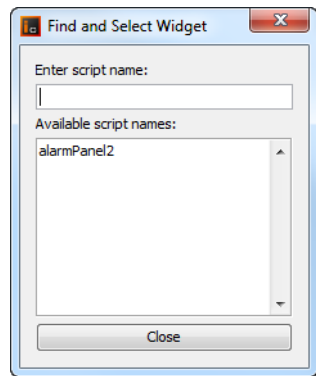 Find and Select Widget
Enter script name:
Available script names:
alarmPanel2
Close